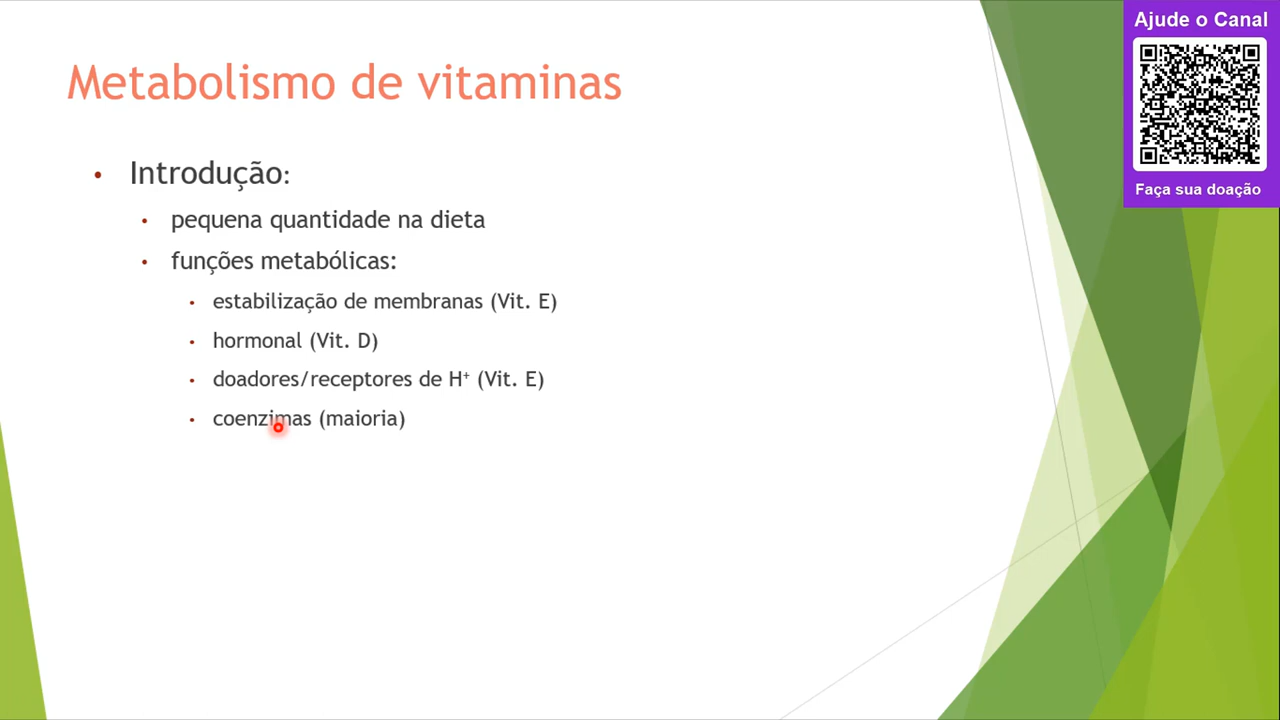 Ajude o Canal
Metabolismo de vitaminas
• Introdução:
• pequena quantidade na dieta
• funções metabólicas:
• estabilização de membranas (Vit. E)
• hormonal (Vit. D)
• doadores/receptores de H⁺ (Vit. E)
• coenzimas (maioria)
Faça sua doação